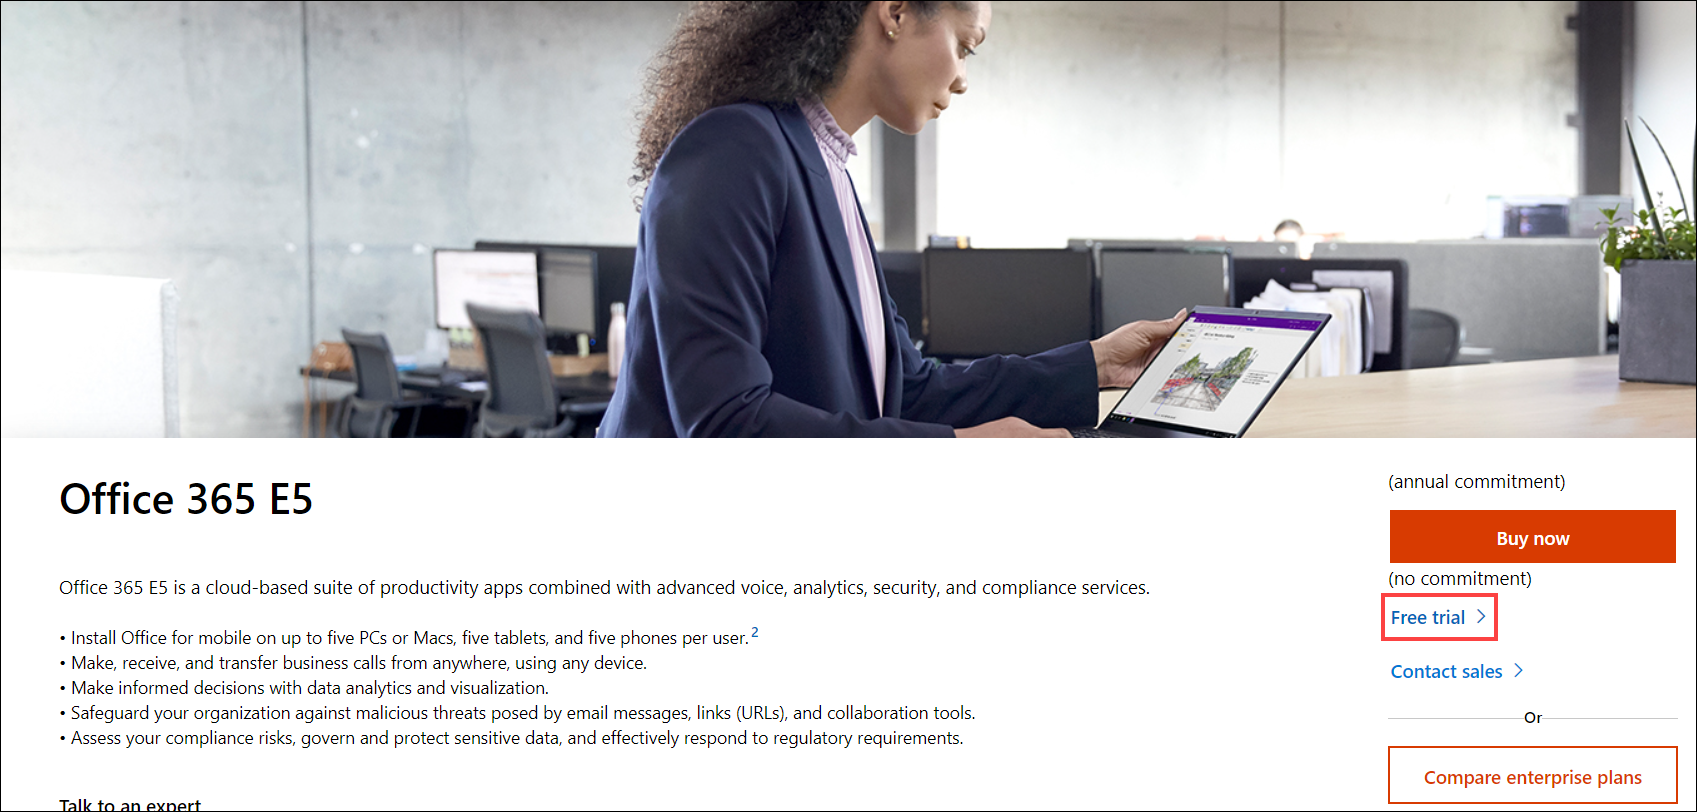 Office 365 E5
Office 365 E5 is a cloud-based suite of productivity apps combined with advanced voice, analytics, security, and compliance services.
• Install Office for mobile on up to five PCs or Macs, five tablets, and five phones per user.2
• Make, receive, and transfer business calls from anywhere, using any device.
• Make informed decisions with data analytics and visualization.
• Safeguard your organization against malicious threats posed by email messages, links (URLs), and collaboration tools.
• Assess your compliance risks, govern and protect sensitive data, and effectively respond to regulatory requirements.
Talk to an expert
(annual commitment)
Buy now
(no commitment)
Free trial
Contact sales
Or
Compare enterprise plans